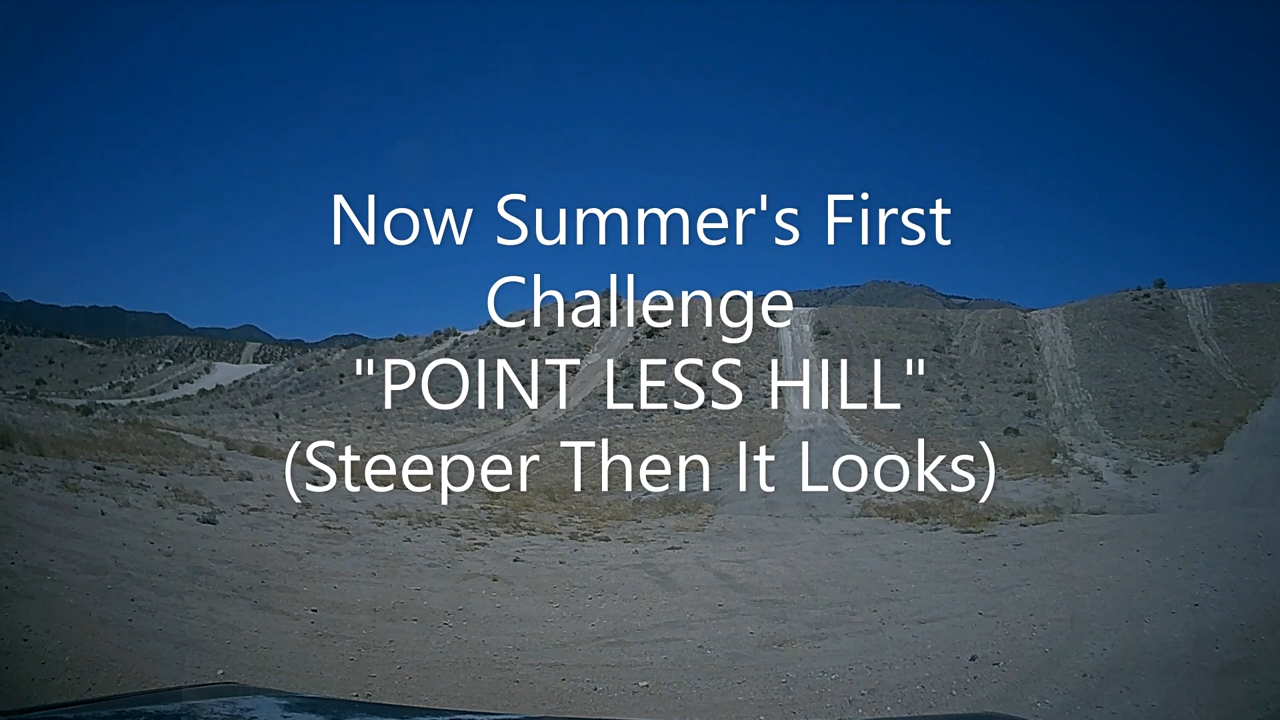 Now Summer's First
Challenge
"POINT LESS HILL"
(Steeper Then It Looks)